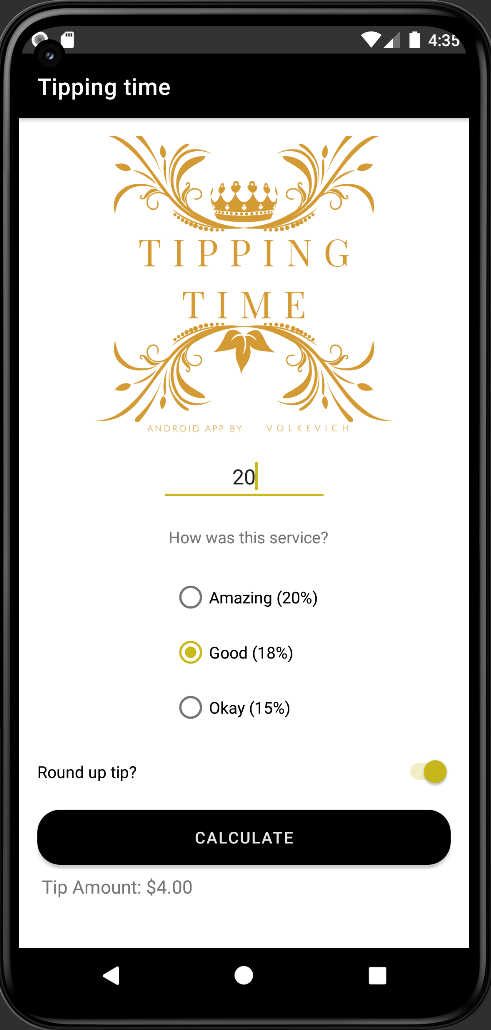 4:35
Tipping time
TIPPING
TIME
ANDROID APP BY VOLKEVICH
20
How was this service?
Amazing (20%)
Good (18%)
Okay (15%)
Round up tip?
CALCULATE
Tip Amount: $4.00